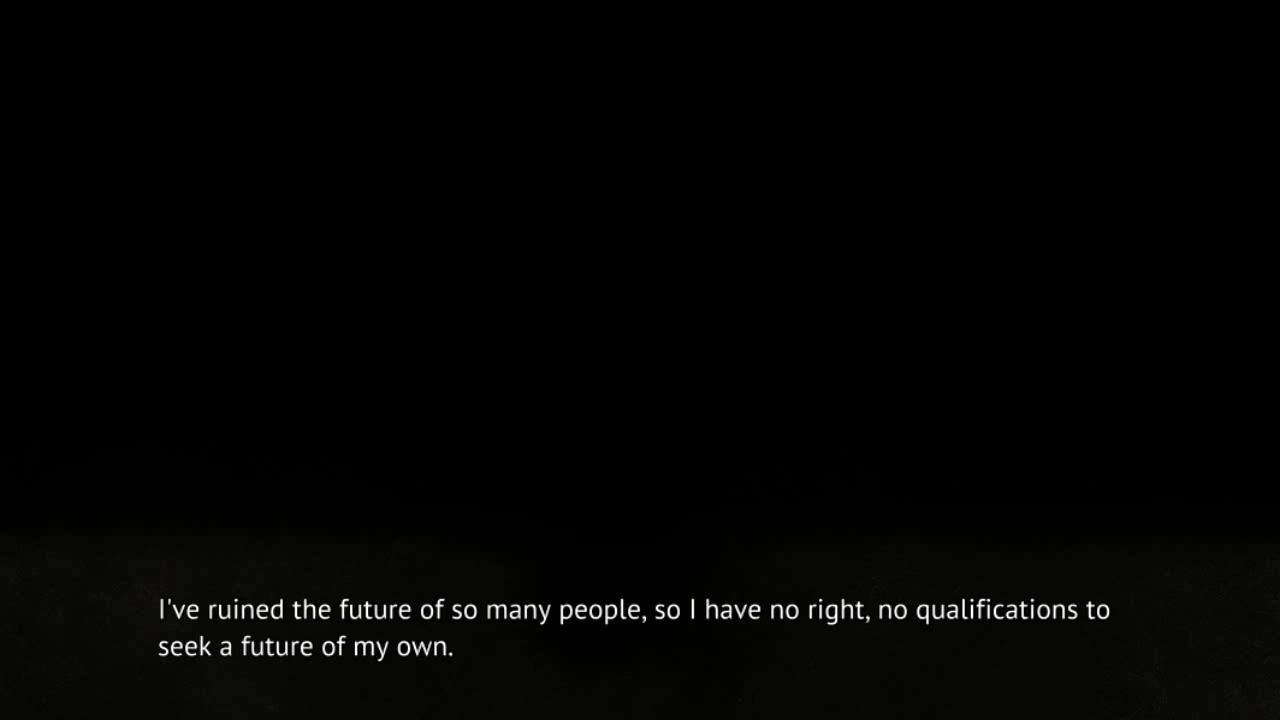 I've ruined the future of so many people, so I have no right, no qualifications to
seek a future of my own.